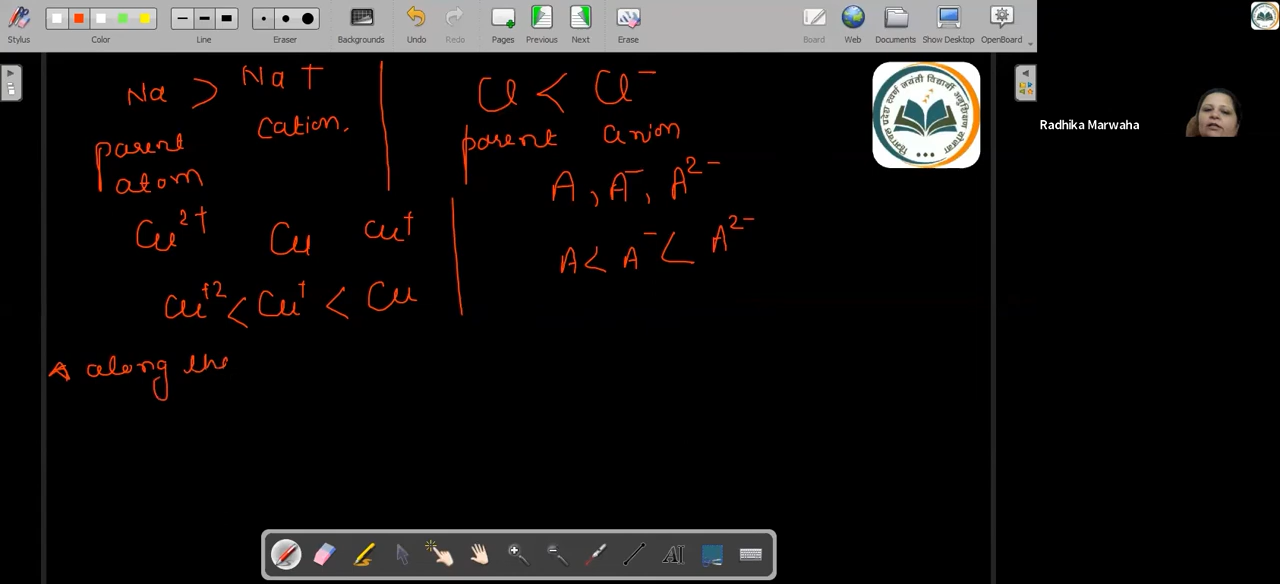 Stylus Color Line Eraser Backgrounds Undo Redo Pages Previous Next Erase Board Web Documents Show Desktop OpenBoard
Na > Na+
parent atom
cation.
Cl < Cl-
parent anion
A, A-, A2-
A < A- < A2-
Cu2+ Cu Cu+
Cu+2 < Cu+ < Cu
along the
Radhika Marwaha